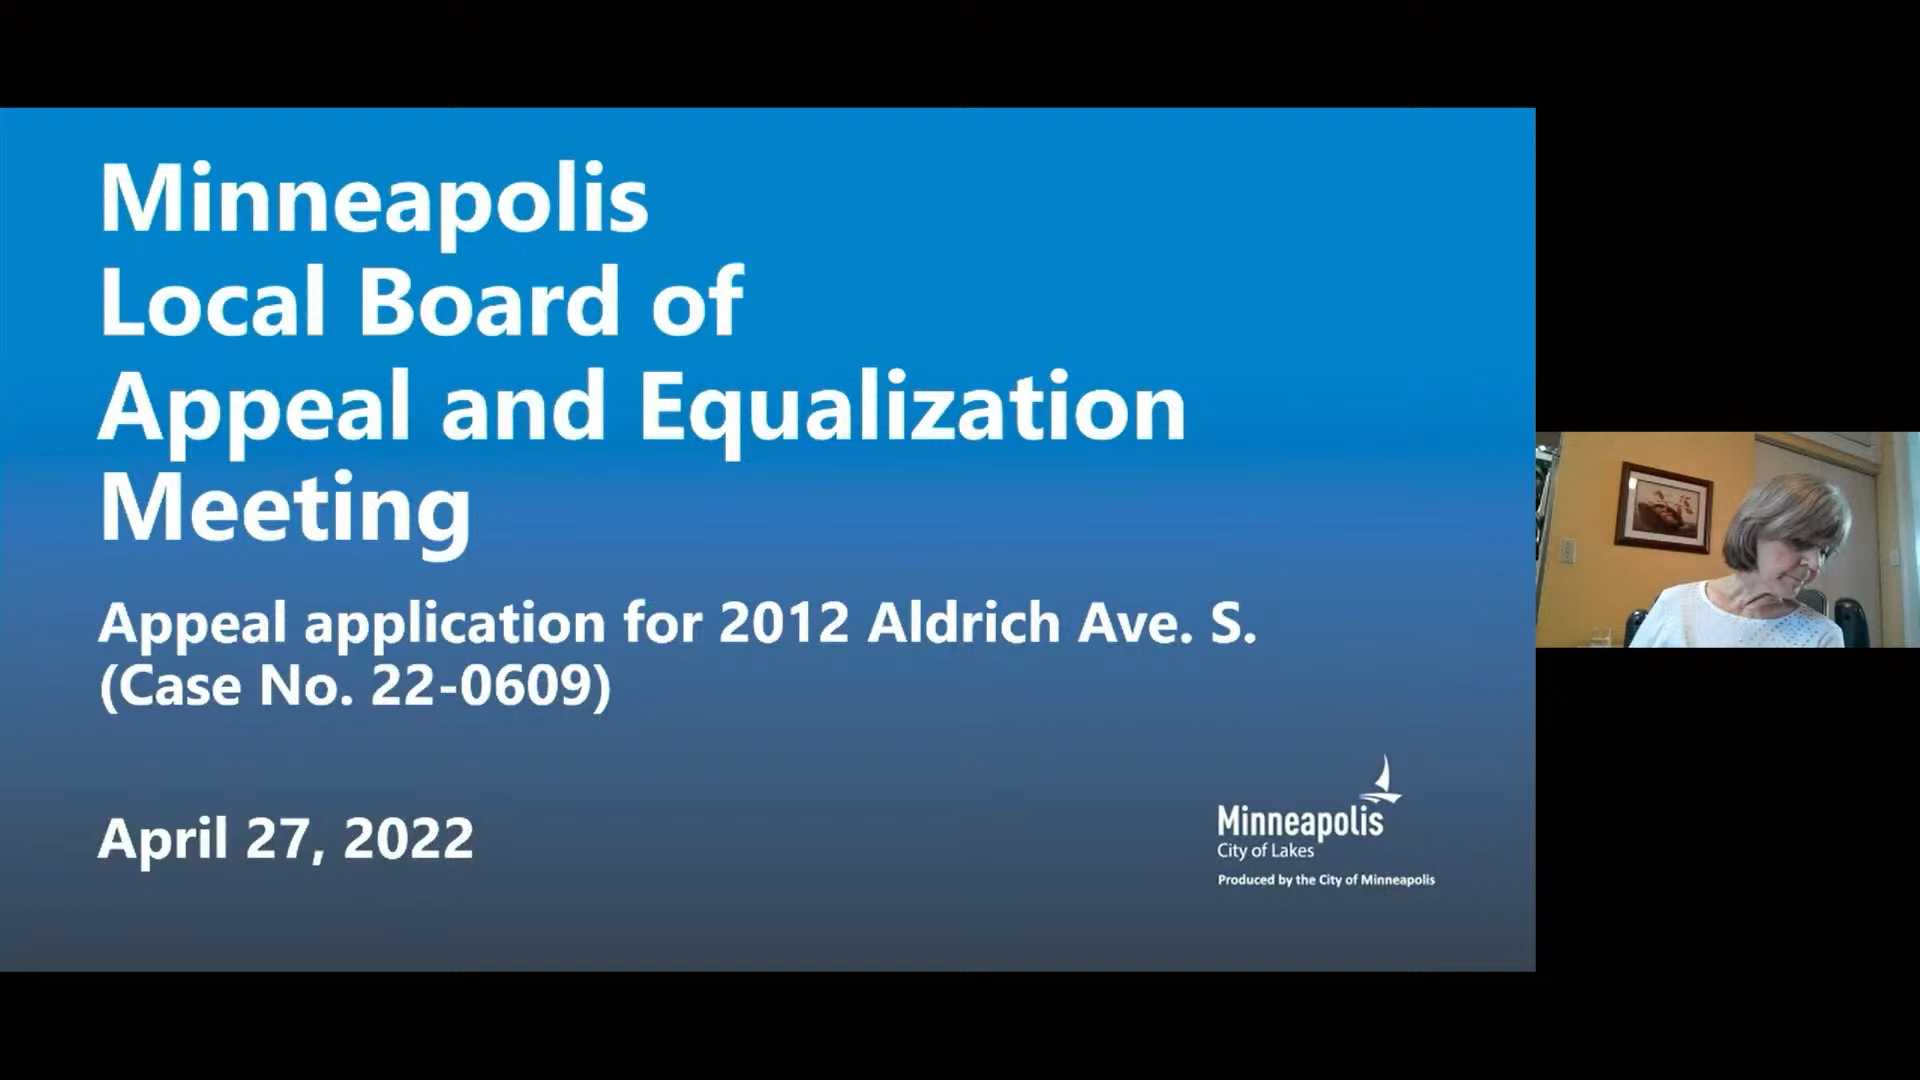 Minneapolis
Local Board of
Appeal and Equalization
Meeting
Appeal application for 2012 Aldrich Ave. S.
(Case No. 22-0609)
April 27, 2022
Minneapolis
City of Lakes
Produced by the City of Minneapolis